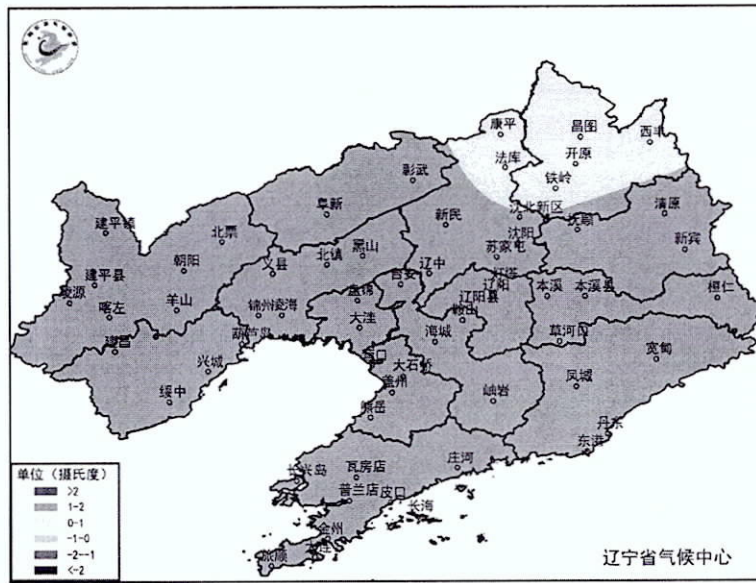 康平
昌图
西丰
法库
开原
铁岭
彰武
阜新
新民
沈北新区
沈阳
抚顺
清原
新宾
建平镇
北票
朝阳
黑山
北镇
义县
苏家屯
辽中
台安
灯塔
辽阳
本溪
本溪县
桓仁
建平县
凌源
喀左
羊山
锦州
凌海
盘锦
大洼
辽阳县
鞍山
海城
草河口
宽甸
建昌
葫芦岛
兴城
绥中
营口
大石桥
盖州
熊岳
岫岩
凤城
丹东
东港
庄河
长兴岛
瓦房店
普兰店
皮口
长海
金州
大连
旅顺
单位（摄氏度）
>2
1-2
0-1
-1-0
-2--1
<-2
辽宁省气候中心